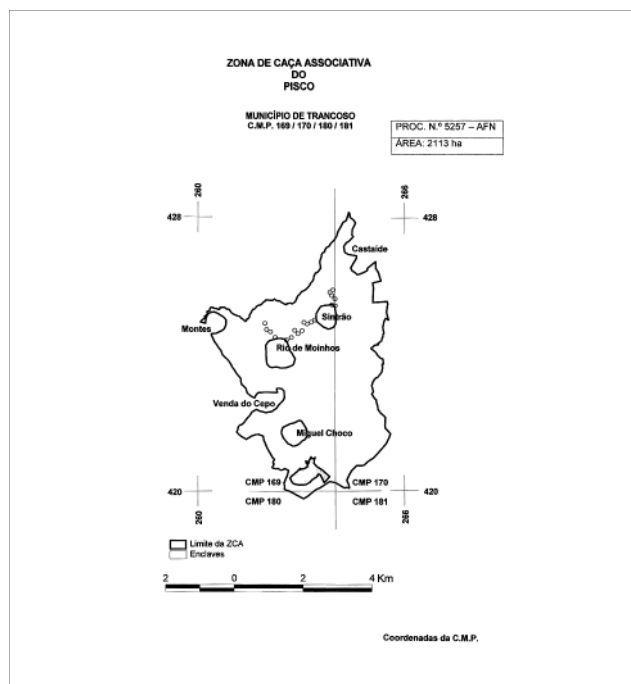 ZONA DE CAÇA ASSOCIATIVA
DO
PISCO
MUNICÍPIO DE TRANCOSO
C.M.P. 169 / 170 / 180 / 181
PROC. N.º 5257 – AFN
ÁREA: 2113 ha
260
266
428
428
Castaíde
Sintrão
Montes
Rio de Moinhos
Venda do Cepo
Miguel Choco
CMP 169
CMP 170
420
420
CMP 180
CMP 181
260
266
Limite da ZCA
Enclaves
2 0 2 4 Km
Coordenadas da C.M.P.